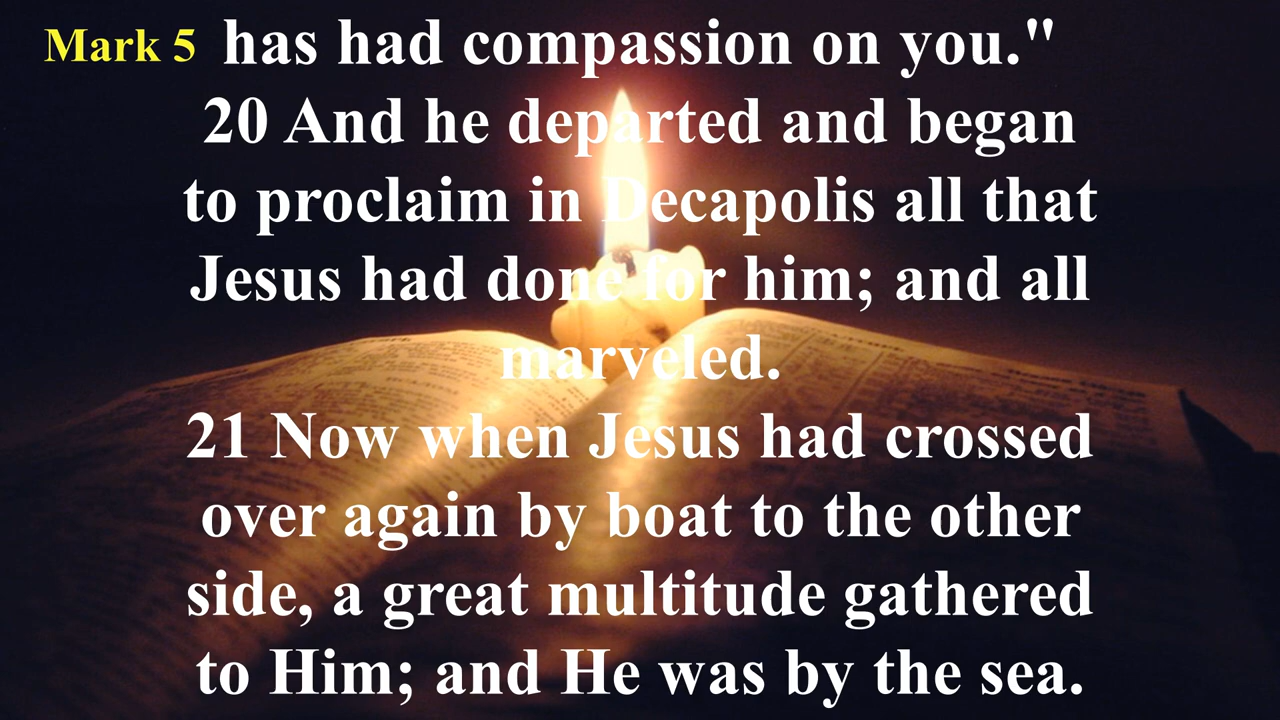 Mark 5 has had compassion on you."
20 And he departed and began
to proclaim in Decapolis all that
Jesus had done for him; and all
marveled.
21 Now when Jesus had crossed
over again by boat to the other
side, a great multitude gathered
to Him; and He was by the sea.